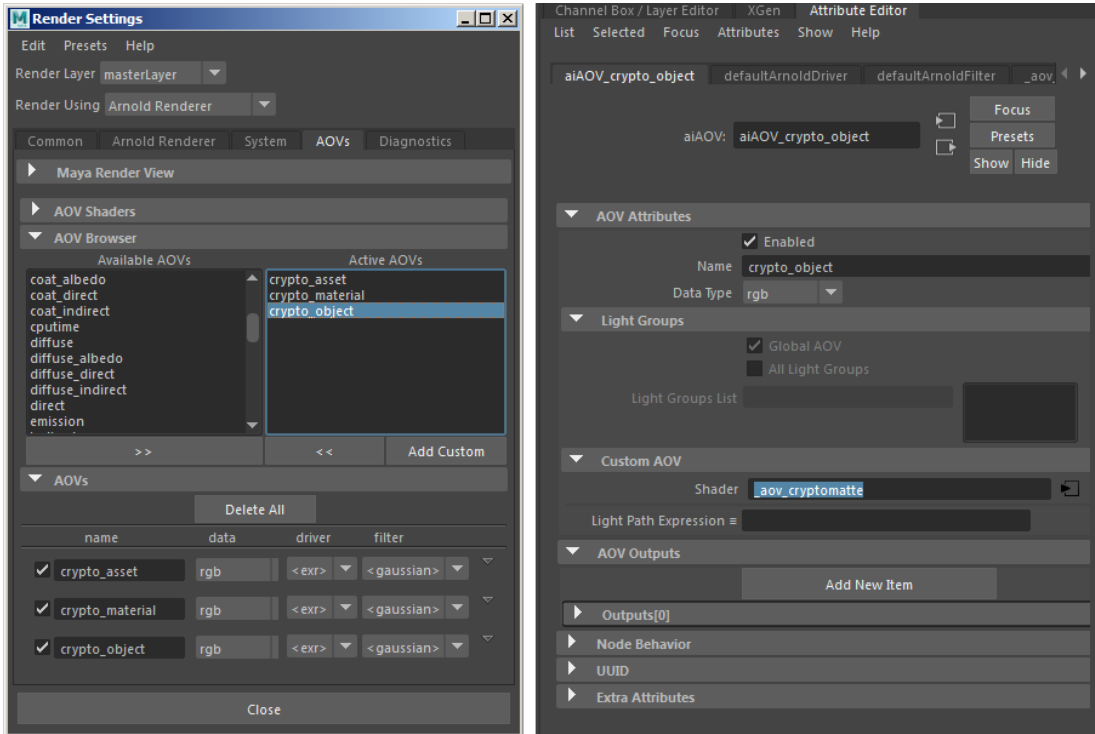 Render Settings
Edit Presets Help
Render Layer masterLayer
Render Using Arnold Renderer
Common Arnold Renderer System AOVs Diagnostics
Maya Render View
AOV Shaders
AOV Browser
Available AOVs Active AOVs
coat_albedo crypto_asset
coat_direct crypto_material
coat_indirect crypto_object
cputime
diffuse
diffuse_albedo
diffuse_direct
diffuse_indirect
direct
emission
>> << Add Custom
AOVs
Delete All
name data driver filter
crypto_asset rgb <exr> <gaussian>
crypto_material rgb <exr> <gaussian>
crypto_object rgb <exr> <gaussian>
Close
Channel Box / Layer Editor XGen Attribute Editor
List Selected Focus Attributes Show Help
aiAOV_crypto_object defaultArnoldDriver defaultArnoldFilter _aov_
Focus
aiAOV: aiAOV_crypto_object Presets
Show Hide
AOV Attributes
Enabled
Name crypto_object
Data Type rgb
Light Groups
Global AOV
All Light Groups
Light Groups List
Custom AOV
Shader _aov_cryptomatte
Light Path Expression ≡
AOV Outputs
Add New Item
Outputs[0]
Node Behavior
UUID
Extra Attributes